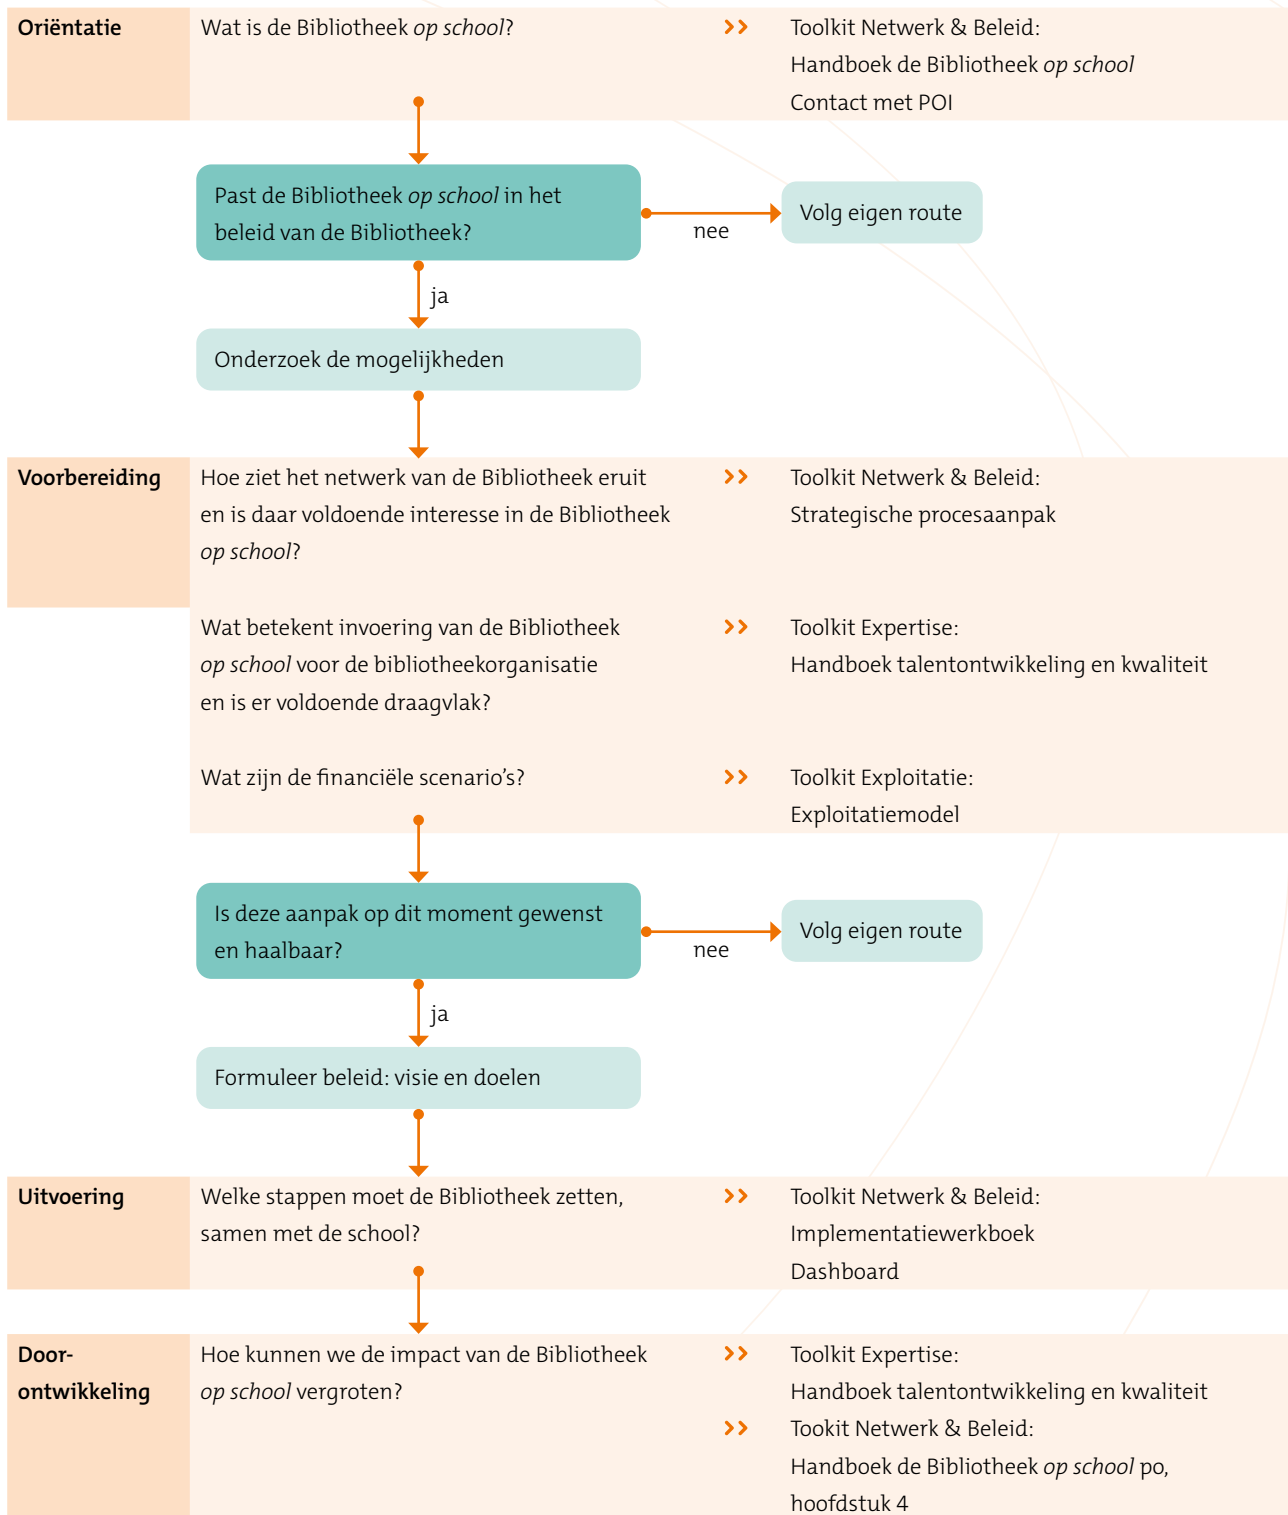 Oriëntatie
Wat is de Bibliotheek op school?
>> Toolkit Netwerk & Beleid:
Handboek de Bibliotheek op school
Contact met POI
Past de Bibliotheek op school in het
beleid van de Bibliotheek?
nee
Volg eigen route
ja
Onderzoek de mogelijkheden
Voorbereiding
Hoe ziet het netwerk van de Bibliotheek eruit
en is daar voldoende interesse in de Bibliotheek
op school?
>> Toolkit Netwerk & Beleid:
Strategische procesaanpak
Wat betekent invoering van de Bibliotheek
op school voor de bibliotheekorganisatie
en is er voldoende draagvlak?
>> Toolkit Expertise:
Handboek talentontwikkeling en kwaliteit
Wat zijn de financiële scenario's?
>> Toolkit Exploitatie:
Exploitatiemodel
Is deze aanpak op dit moment gewenst
en haalbaar?
nee
Volg eigen route
ja
Formuleer beleid: visie en doelen
Uitvoering
Welke stappen moet de Bibliotheek zetten,
samen met de school?
>> Toolkit Netwerk & Beleid:
Implementatiewerkboek
Dashboard
Door-
ontwikkeling
Hoe kunnen we de impact van de Bibliotheek
op school vergroten?
>> Toolkit Expertise:
Handboek talentontwikkeling en kwaliteit
>> Tookit Netwerk & Beleid:
Handboek de Bibliotheek op school po,
hoofdstuk 4